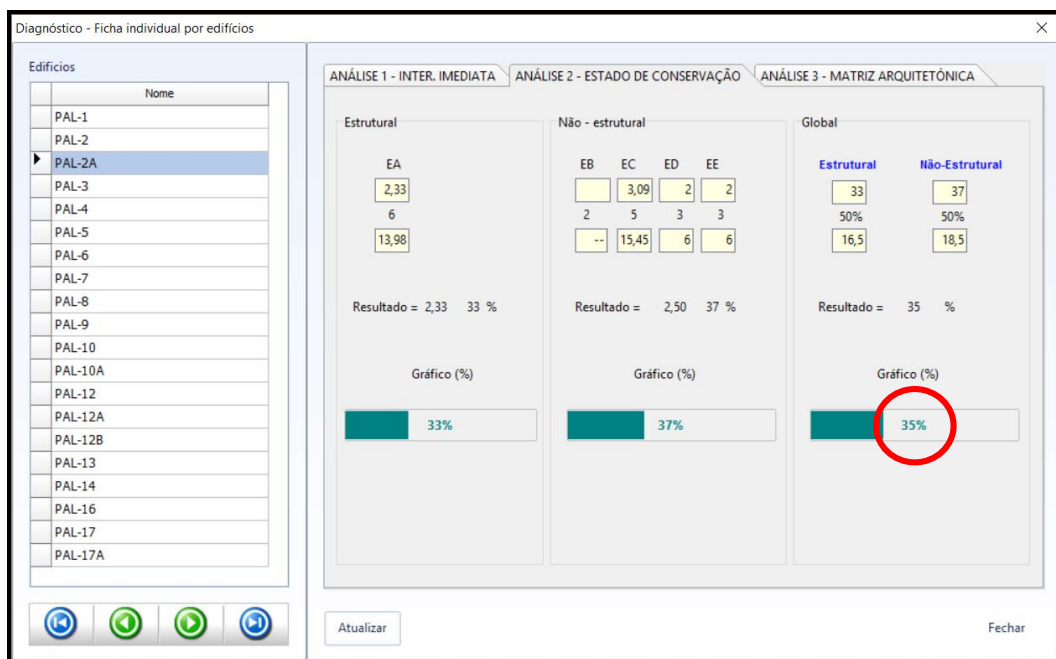 Diagnóstico - Ficha individual por edifícios
Edificios
Nome
PAL-1
PAL-2
PAL-2A
PAL-3
PAL-4
PAL-5
PAL-6
PAL-7
PAL-8
PAL-9
PAL-10
PAL-10A
PAL-12
PAL-12A
PAL-12B
PAL-13
PAL-14
PAL-16
PAL-17
PAL-17A
ANÁLISE 1 - INTER. IMEDIATA ANÁLISE 2 - ESTADO DE CONSERVAÇÃO ANÁLISE 3 - MATRIZ ARQUITETÓNICA
Estrutural
EA
2,33
6
13,98
Resultado = 2,33 33 %
Gráfico (%)
33%
Não - estrutural
EB EC ED EE
3,09 2 2
2 5 3 3
-- 15,45 6 6
Resultado = 2,50 37 %
Gráfico (%)
37%
Global
Estrutural Não-Estrutural
33 37
50% 50%
16,5 18,5
Resultado = 35 %
Gráfico (%)
35%
Atualizar
Fechar